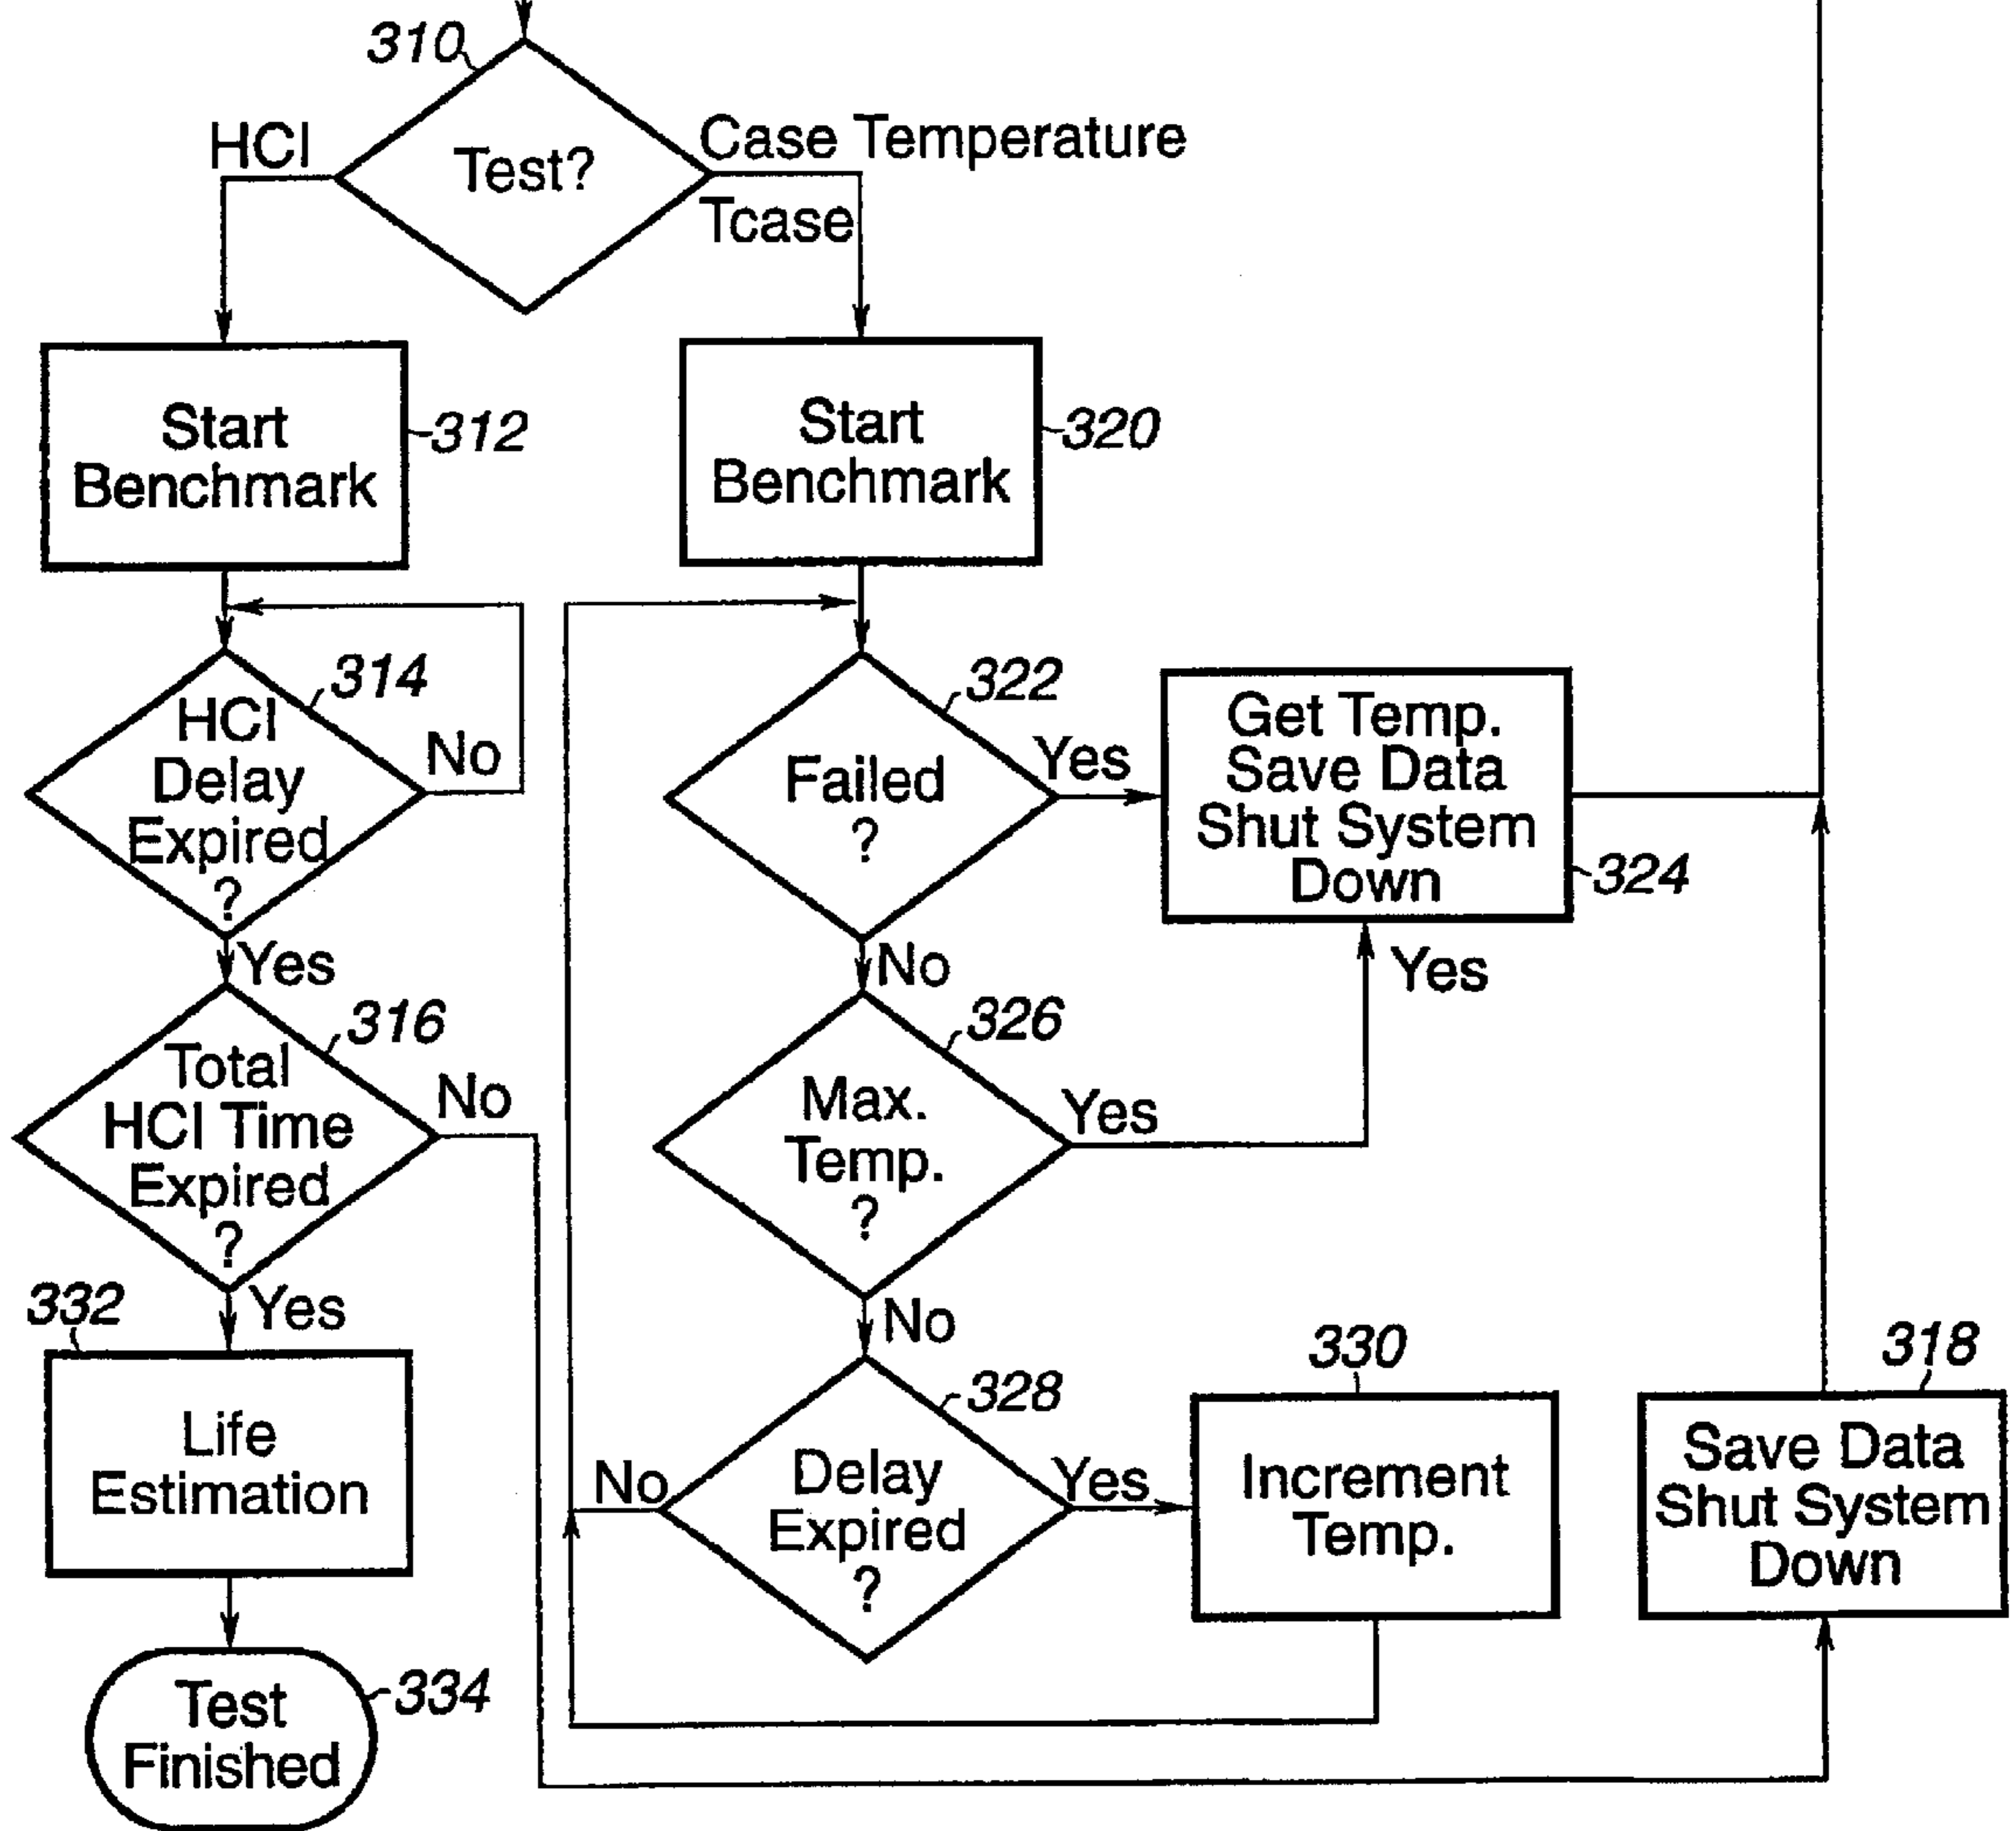 310
HCI
Test?
Case Temperature
Tcase
Start
Benchmark
312
Start
Benchmark
320
HCI
Delay
Expired
?
314
No
Yes
322
Failed
?
Yes
No
Get Temp.
Save Data
Shut System
Down
324
Yes
316
Total
HCI Time
Expired
?
No
Yes
326
Max.
Temp.
?
Yes
No
332
Life
Estimation
328
Delay
Expired
?
No
Yes
330
Increment
Temp.
318
Save Data
Shut System
Down
Test
Finished
334